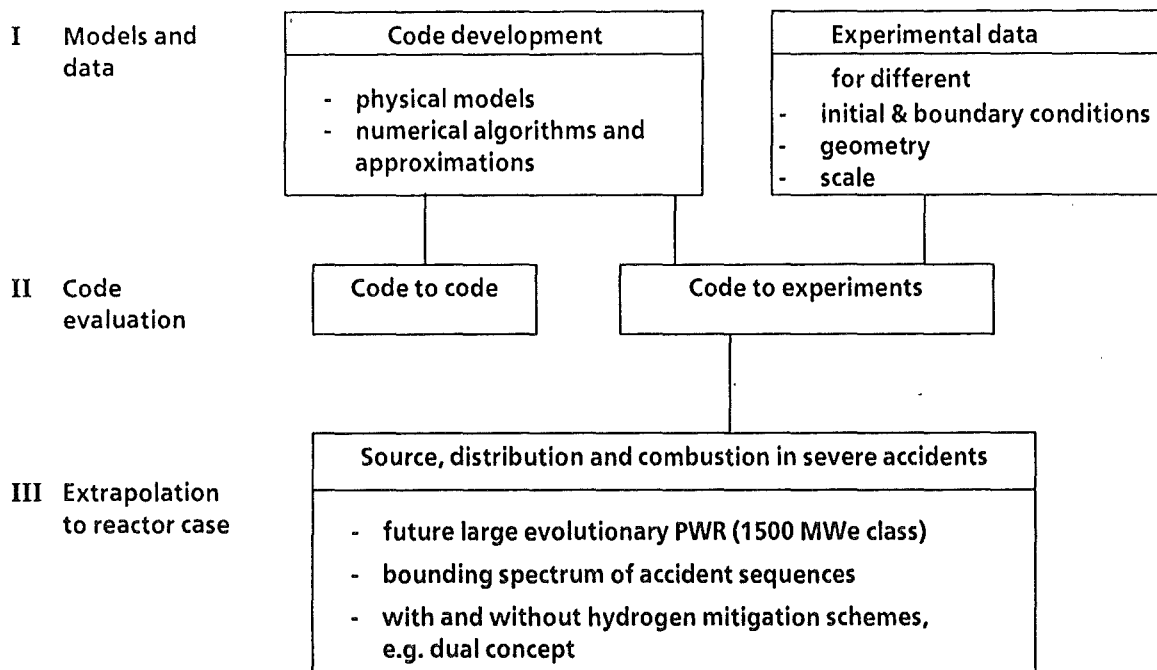 I Models and data
Code development
- physical models
- numerical algorithms and
approximations
Experimental data
for different
- initial & boundary conditions
- geometry
- scale
II Code evaluation
Code to code
Code to experiments
III Extrapolation to reactor case
Source, distribution and combustion in severe accidents
- future large evolutionary PWR (1500 MWe class)
- bounding spectrum of accident sequences
- with and without hydrogen mitigation schemes,
e.g. dual concept